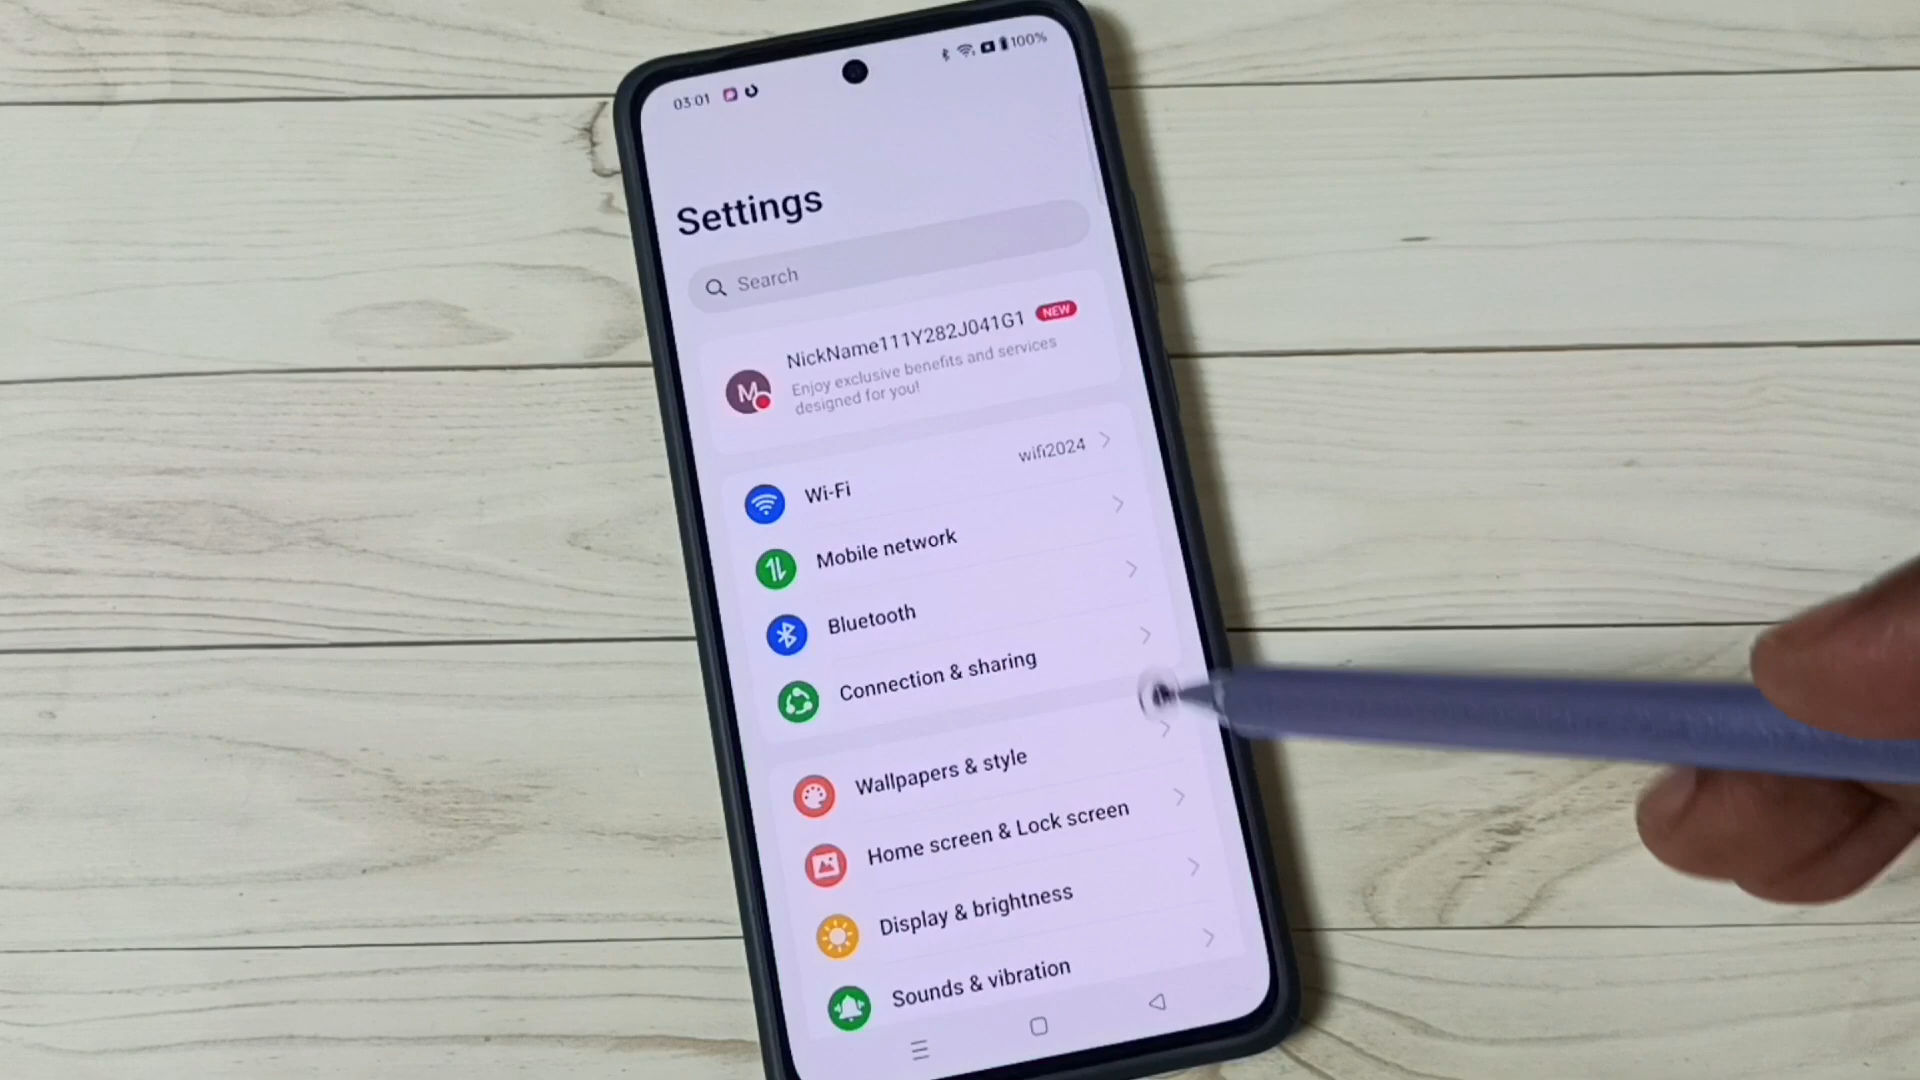 03:01
100%
Settings
Search
NickName111Y282J041G1 NEW
Enjoy exclusive benefits and services
designed for you!
M
Wi-Fi wifi2024
Mobile network
Bluetooth
Connection & sharing
Wallpapers & style
Home screen & Lock screen
Display & brightness
Sounds & vibration